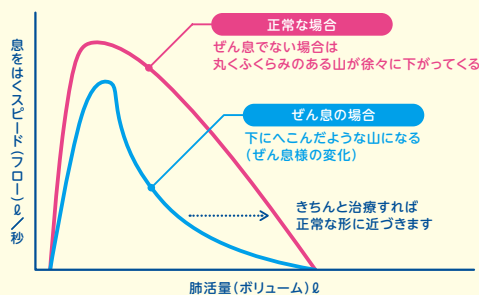 正常な場合
ぜん息でない場合は
丸くふくらみのある山が徐々に下がってくる
ぜん息の場合
下にへこんだような山になる
（ぜん息様の変化）
きちんと治療すれば
正常な形に近づきます
息をはくスピード（フロー）ℓ／秒
肺活量（ボリューム）ℓ